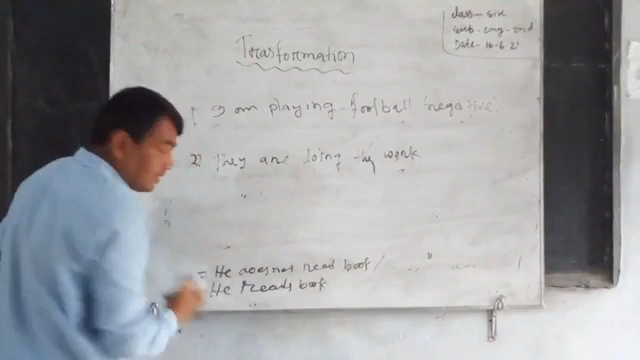 class - six
sub - eng - 2nd
Date - 16-6-21
Trasformation
1 I am playing football negative.
2) They are doing the work
= He does not read book /
He reads book